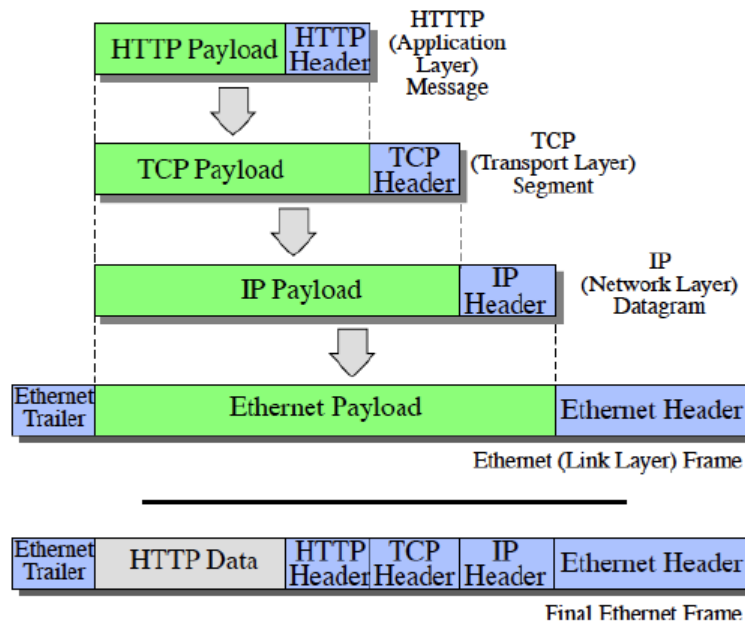 HTTP Payload
HTTP
Header
HTTTP
(Application
Layer)
Message
TCP Payload
TCP
Header
TCP
(Transport Layer)
Segment
IP Payload
IP
Header
IP
(Network Layer)
Datagram
Ethernet
Trailer
Ethernet Payload
Ethernet Header
Ethernet (Link Layer) Frame
Ethernet
Trailer
HTTP Data
HTTP
Header
TCP
Header
IP
Header
Ethernet Header
Final Ethernet Frame